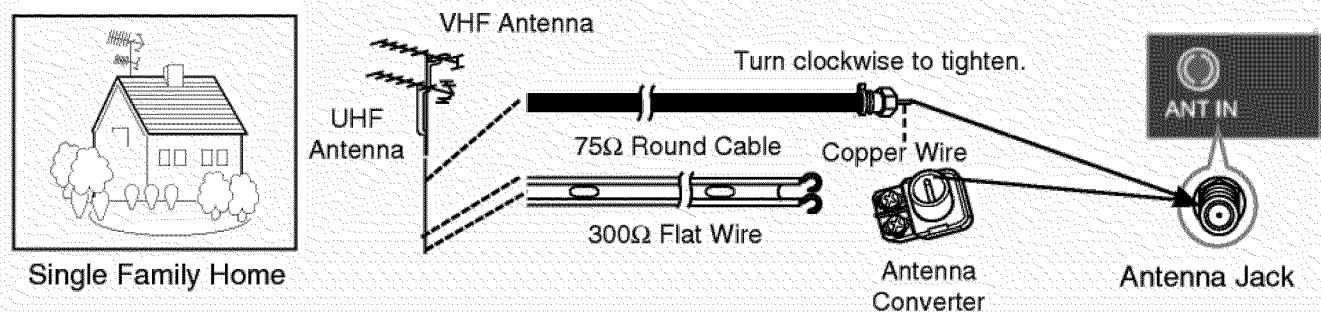 VHF Antenna
Turn clockwise to tighten.
ANT IN
UHF
Antenna
75Ω Round Cable
Copper Wire
300Ω Flat Wire
Single Family Home
Antenna
Converter
Antenna Jack